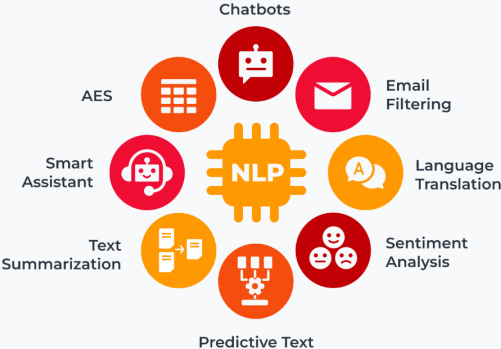 Chatbots
AES
Email
Filtering
Smart
Assistant
NLP
A
Language
Translation
Text
Summarization
Sentiment
Analysis
Predictive Text